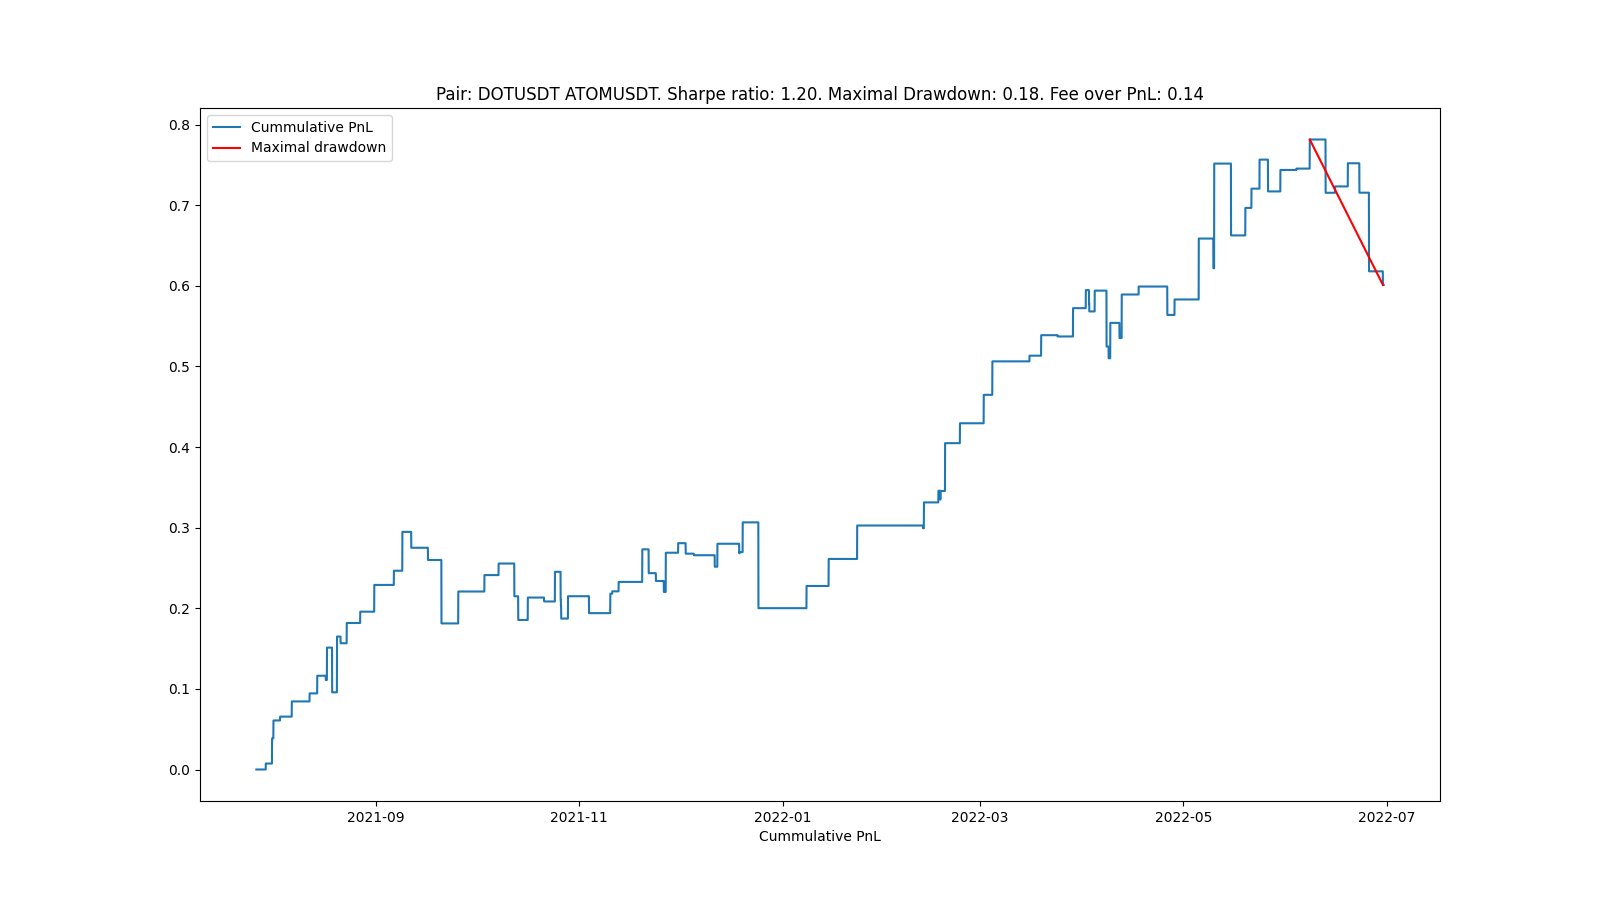 Pair: DOTUSDT ATOMUSDT. Sharpe ratio: 1.20. Maximal Drawdown: 0.18. Fee over PnL: 0.14
Cummulative PnL
Maximal drawdown
0.8
0.7
0.6
0.5
0.4
0.3
0.2
0.1
0.0
2021-09 2021-11 2022-01 2022-03 2022-05 2022-07
Cummulative PnL